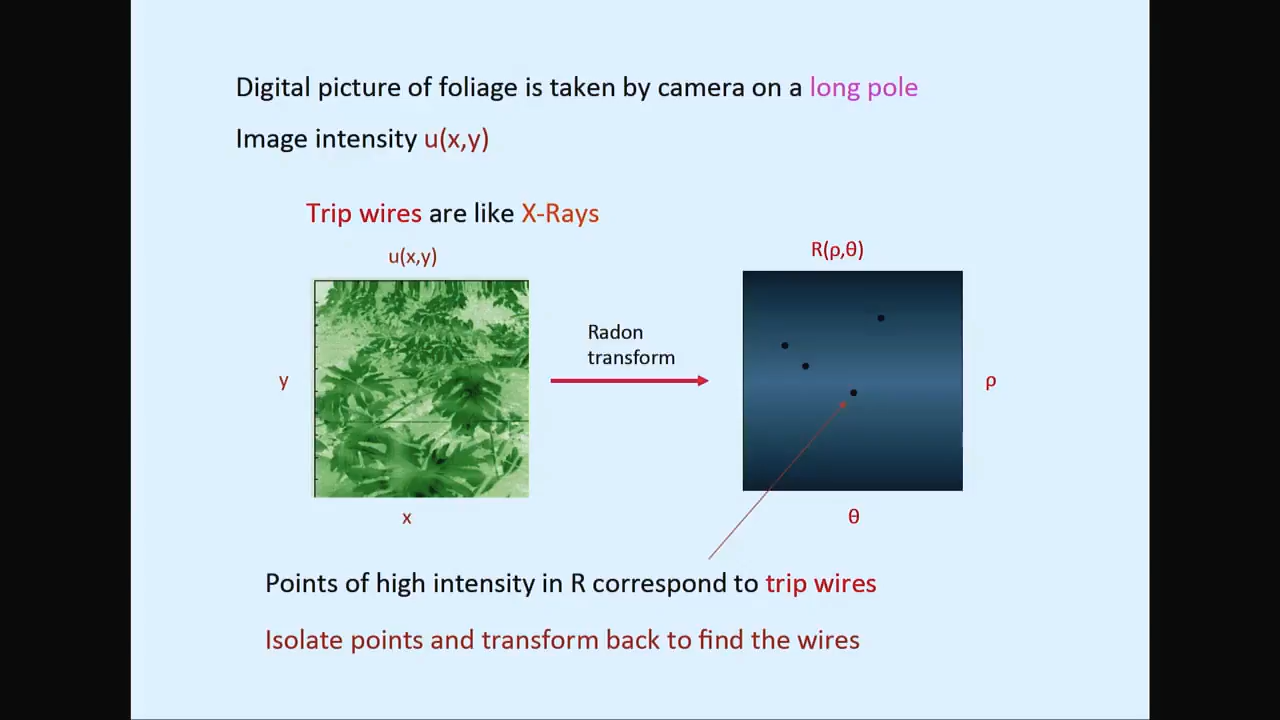 Digital picture of foliage is taken by camera on a long pole
Image intensity u(x,y)
Trip wires are like X-Rays
u(x,y)
R(ρ,θ)
Radon
transform
y
ρ
x
θ
Points of high intensity in R correspond to trip wires
Isolate points and transform back to find the wires